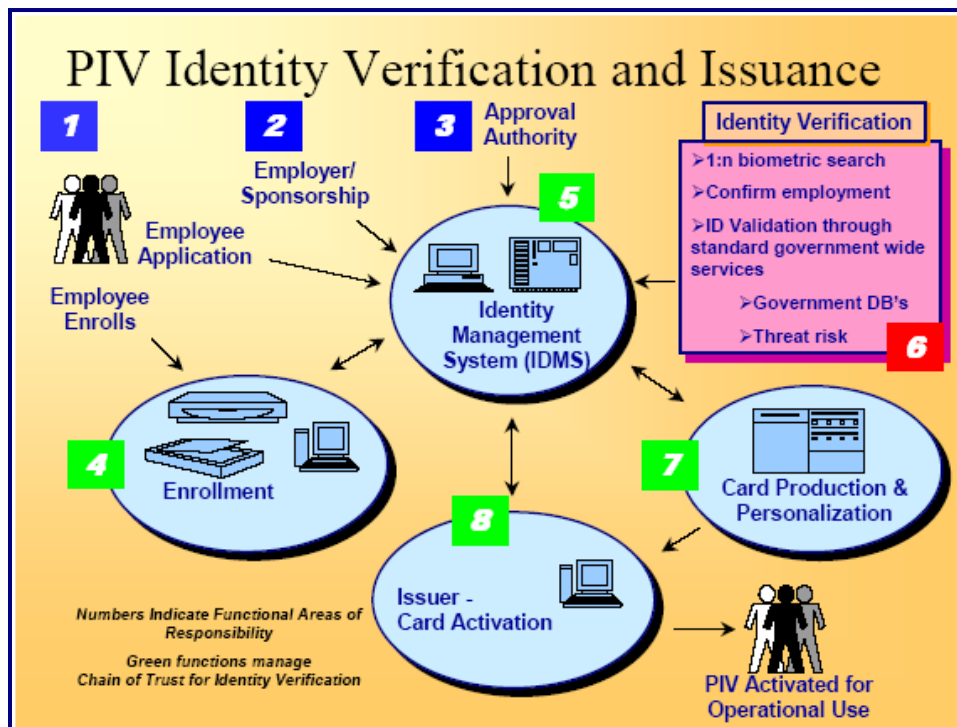 PIV Identity Verification and Issuance
1
2
3
Approval
Authority
Identity Verification
➢1:n biometric search
➢Confirm employment
➢ID Validation through
standard government wide
services
➢Government DB's
➢Threat risk
6
Employer/
Sponsorship
5
Employee
Application
Employee
Enrolls
Identity
Management
System (IDMS)
4
Enrollment
7
Card Production &
Personalization
8
Issuer -
Card Activation
Numbers Indicate Functional Areas of
Responsibility
Green functions manage
Chain of Trust for Identity Verification
PIV Activated for
Operational Use